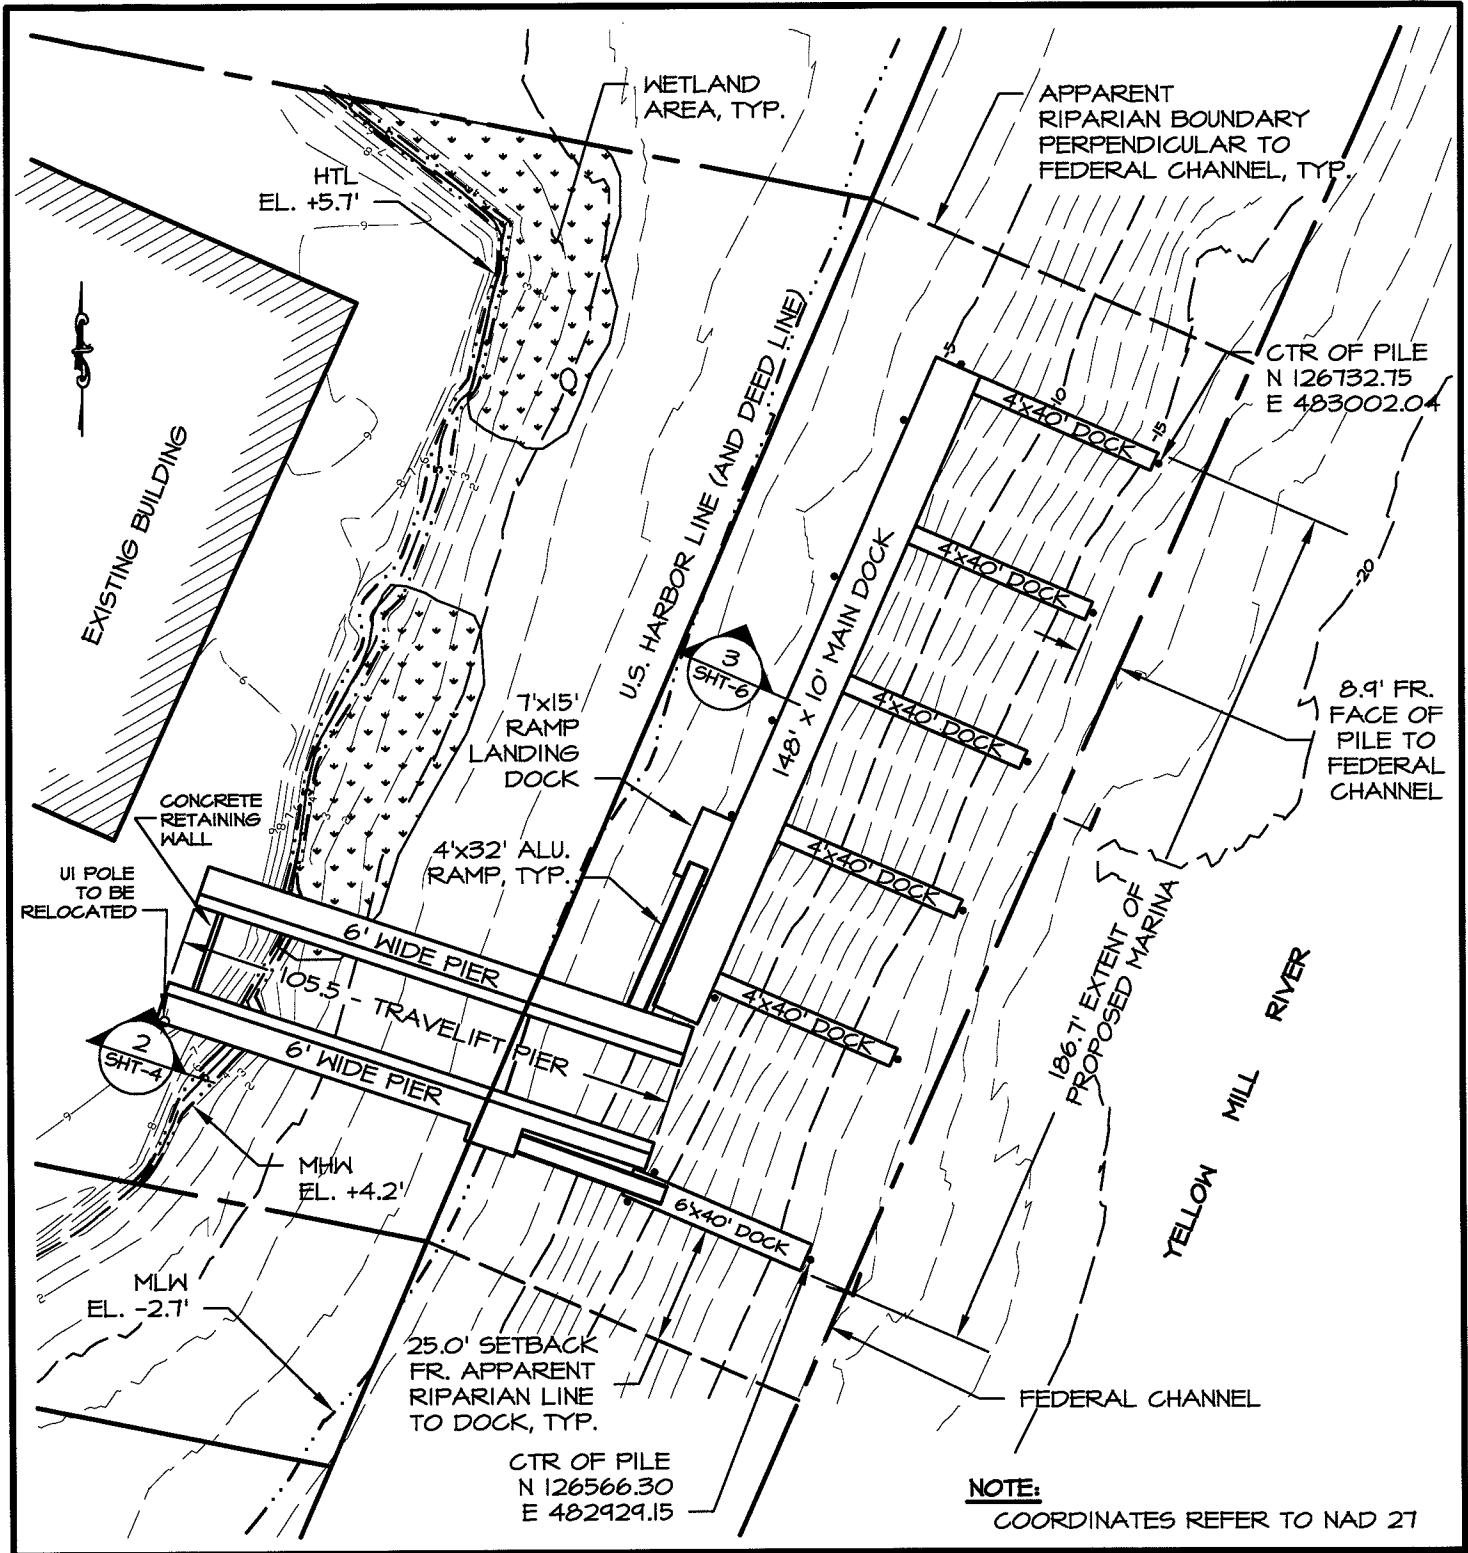 WETLAND
AREA, TYP.
APPARENT
RIPARIAN BOUNDARY
PERPENDICULAR TO
FEDERAL CHANNEL, TYP.
HTL
EL. +5.7'
CTR OF PILE
N 126732.75
E 483002.04
EXISTING BUILDING
U.S. HARBOR LINE (AND DEED LINE)
-5
-10
-15
-20
4'x40' DOCK
4'x40' DOCK
4'x40' DOCK
4'x40' DOCK
4'x40' DOCK
148' x 10' MAIN DOCK
3
SHT-6
7'x15'
RAMP
LANDING
DOCK
8.9' FR.
FACE OF
PILE TO
FEDERAL
CHANNEL
CONCRETE
RETAINING
WALL
4'x32' ALU.
RAMP, TYP.
UI POLE
TO BE
RELOCATED
6' WIDE PIER
105.5 - TRAVELIFT PIER
6' WIDE PIER
2
SHT-4
186.7' EXTENT OF
PROPOSED MARINA
YELLOW MILL RIVER
MHW
EL. +4.2'
6'x40' DOCK
MLW
EL. -2.7'
25.0' SETBACK
FR. APPARENT
RIPARIAN LINE
TO DOCK, TYP.
FEDERAL CHANNEL
CTR OF PILE
N 126566.30
E 482929.15
NOTE:
COORDINATES REFER TO NAD 27